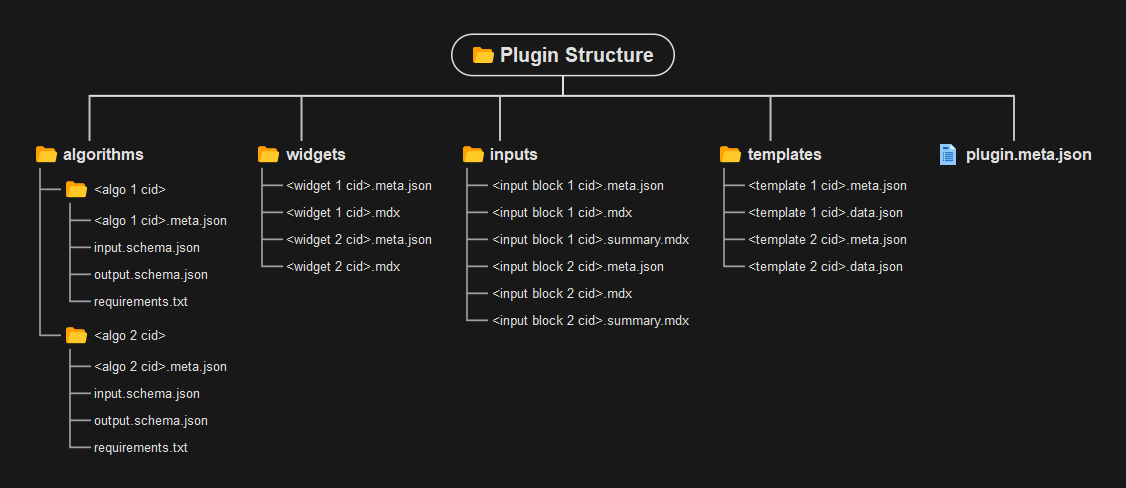 Plugin Structure
algorithms
<algo 1 cid>
<algo 1 cid>.meta.json
input.schema.json
output.schema.json
requirements.txt
<algo 2 cid>
<algo 2 cid>.meta.json
input.schema.json
output.schema.json
requirements.txt
widgets
<widget 1 cid>.meta.json
<widget 1 cid>.mdx
<widget 2 cid>.meta.json
<widget 2 cid>.mdx
inputs
<input block 1 cid>.meta.json
<input block 1 cid>.mdx
<input block 1 cid>.summary.mdx
<input block 2 cid>.meta.json
<input block 2 cid>.mdx
<input block 2 cid>.summary.mdx
templates
<template 1 cid>.meta.json
<template 1 cid>.data.json
<template 2 cid>.meta.json
<template 2 cid>.data.json
plugin.meta.json